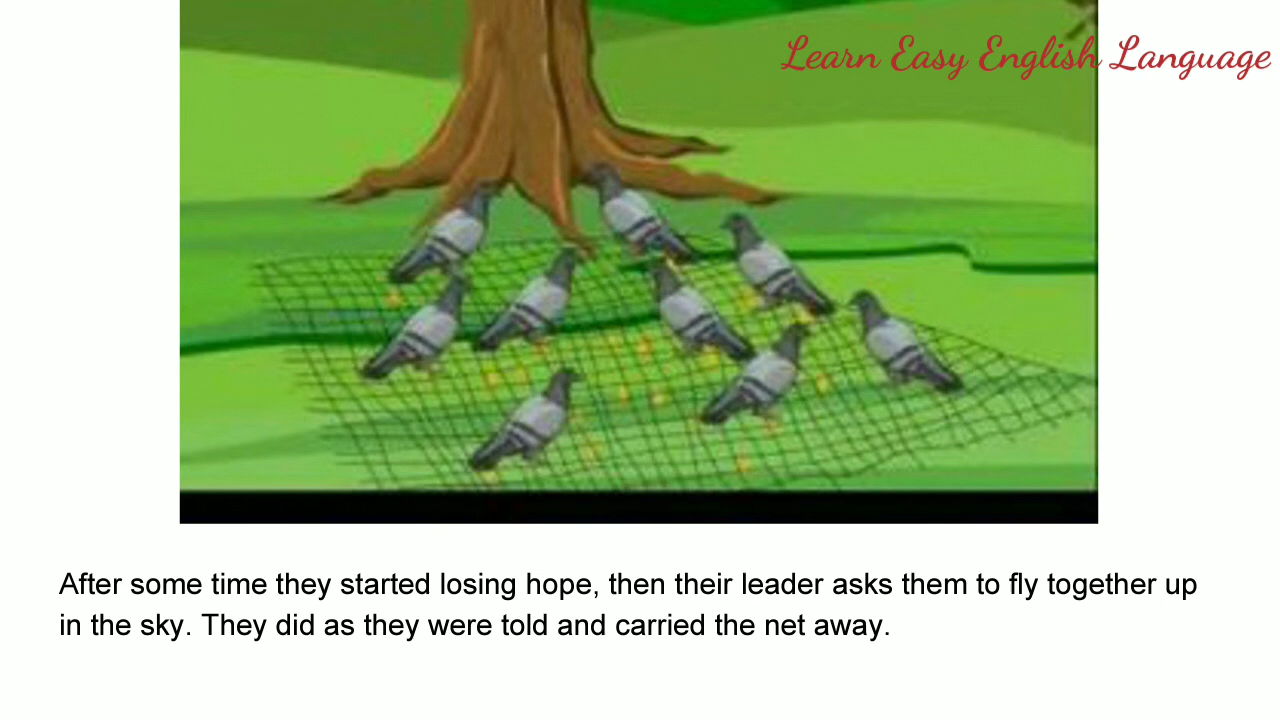 Learn Easy English Language
After some time they started losing hope, then their leader asks them to fly together up
in the sky. They did as they were told and carried the net away.